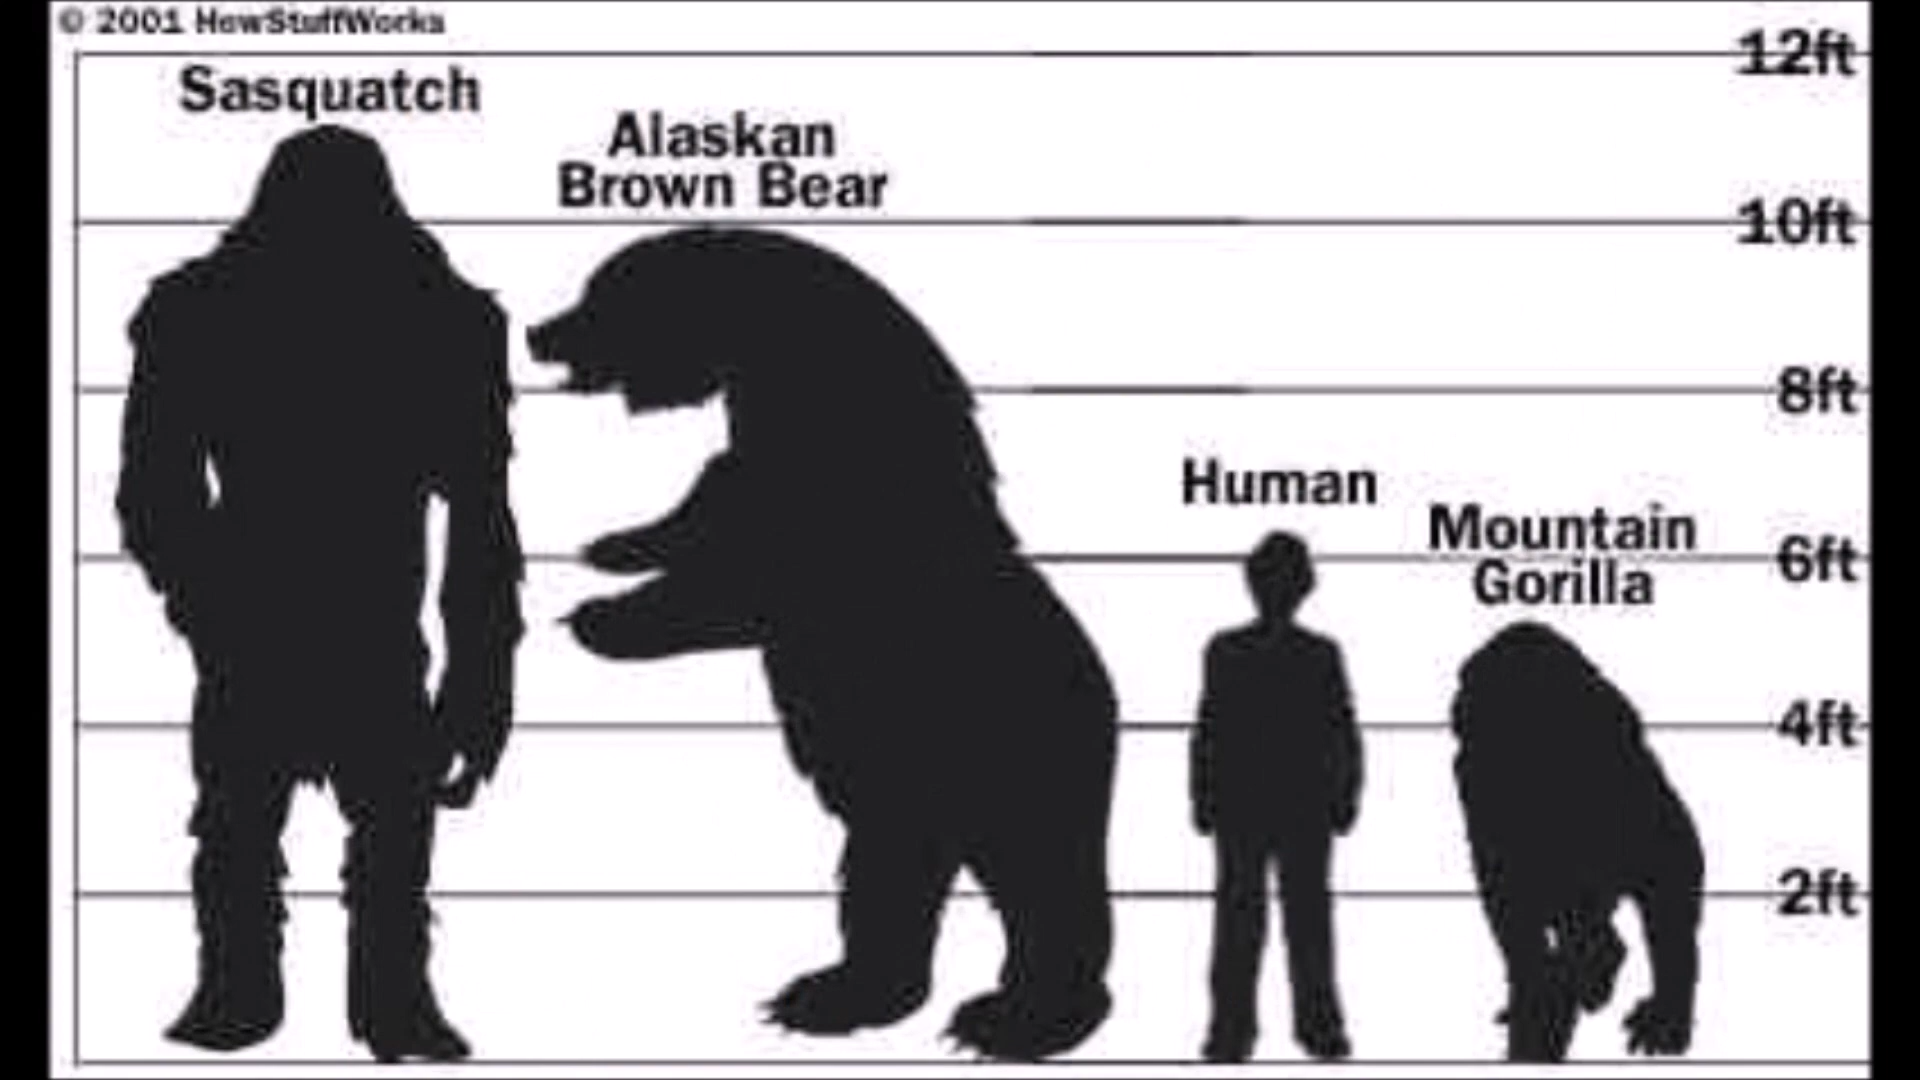 © 2001 HowStuffWorks
12ft
Sasquatch
Alaskan
Brown Bear
10ft
8ft
Human
Mountain
Gorilla
6ft
4ft
2ft